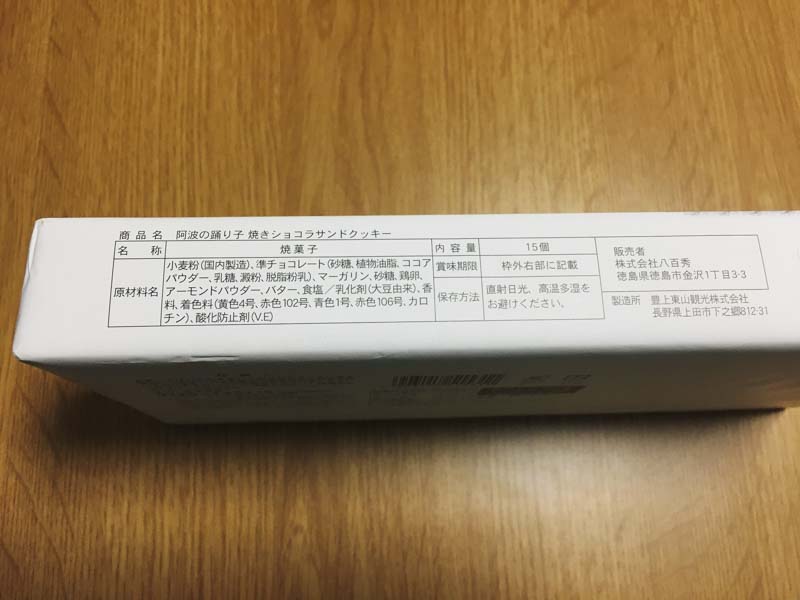 商品名 阿波の踊り子 焼きショコラサンドクッキー
名称 焼菓子
原材料名 小麦粉(国内製造)、準チョコレート(砂糖、植物油脂、ココア
パウダー、乳糖、澱粉、脱脂粉乳)、マーガリン、砂糖、鶏卵、
アーモンドパウダー、バター、食塩/乳化剤(大豆由来)、香
料、着色料(黄色4号、赤色102号、青色1号、赤色106号、カロ
チン)、酸化防止剤(V.E)
内容量 15個
賞味期限 枠外右部に記載
保存方法 直射日光、高温多湿を
お避けください。
販売者
株式会社八百秀
徳島県徳島市金沢1丁目3-3
製造所 豊上東山観光株式会社
長野県上田市下之郷812-31